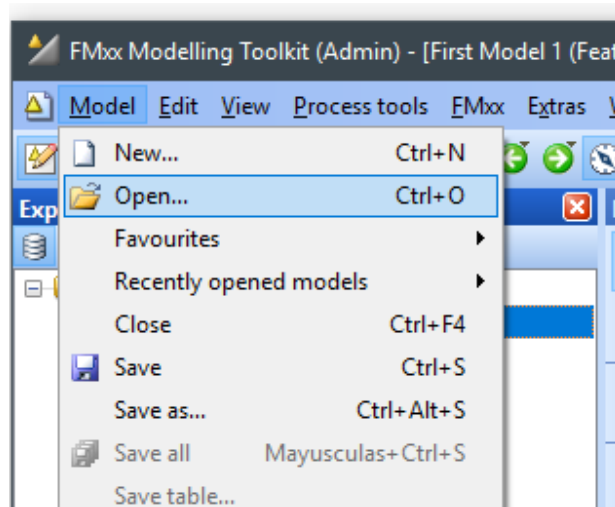 FMxx Modelling Toolkit (Admin) - [First Model 1 (Feat
Model Edit View Process tools FMxx Extras
New... Ctrl+N
Open... Ctrl+O
Exp
Favourites
Recently opened models
Close Ctrl+F4
Save Ctrl+S
Save as... Ctrl+Alt+S
Save all Mayusculas+Ctrl+S
Save table...